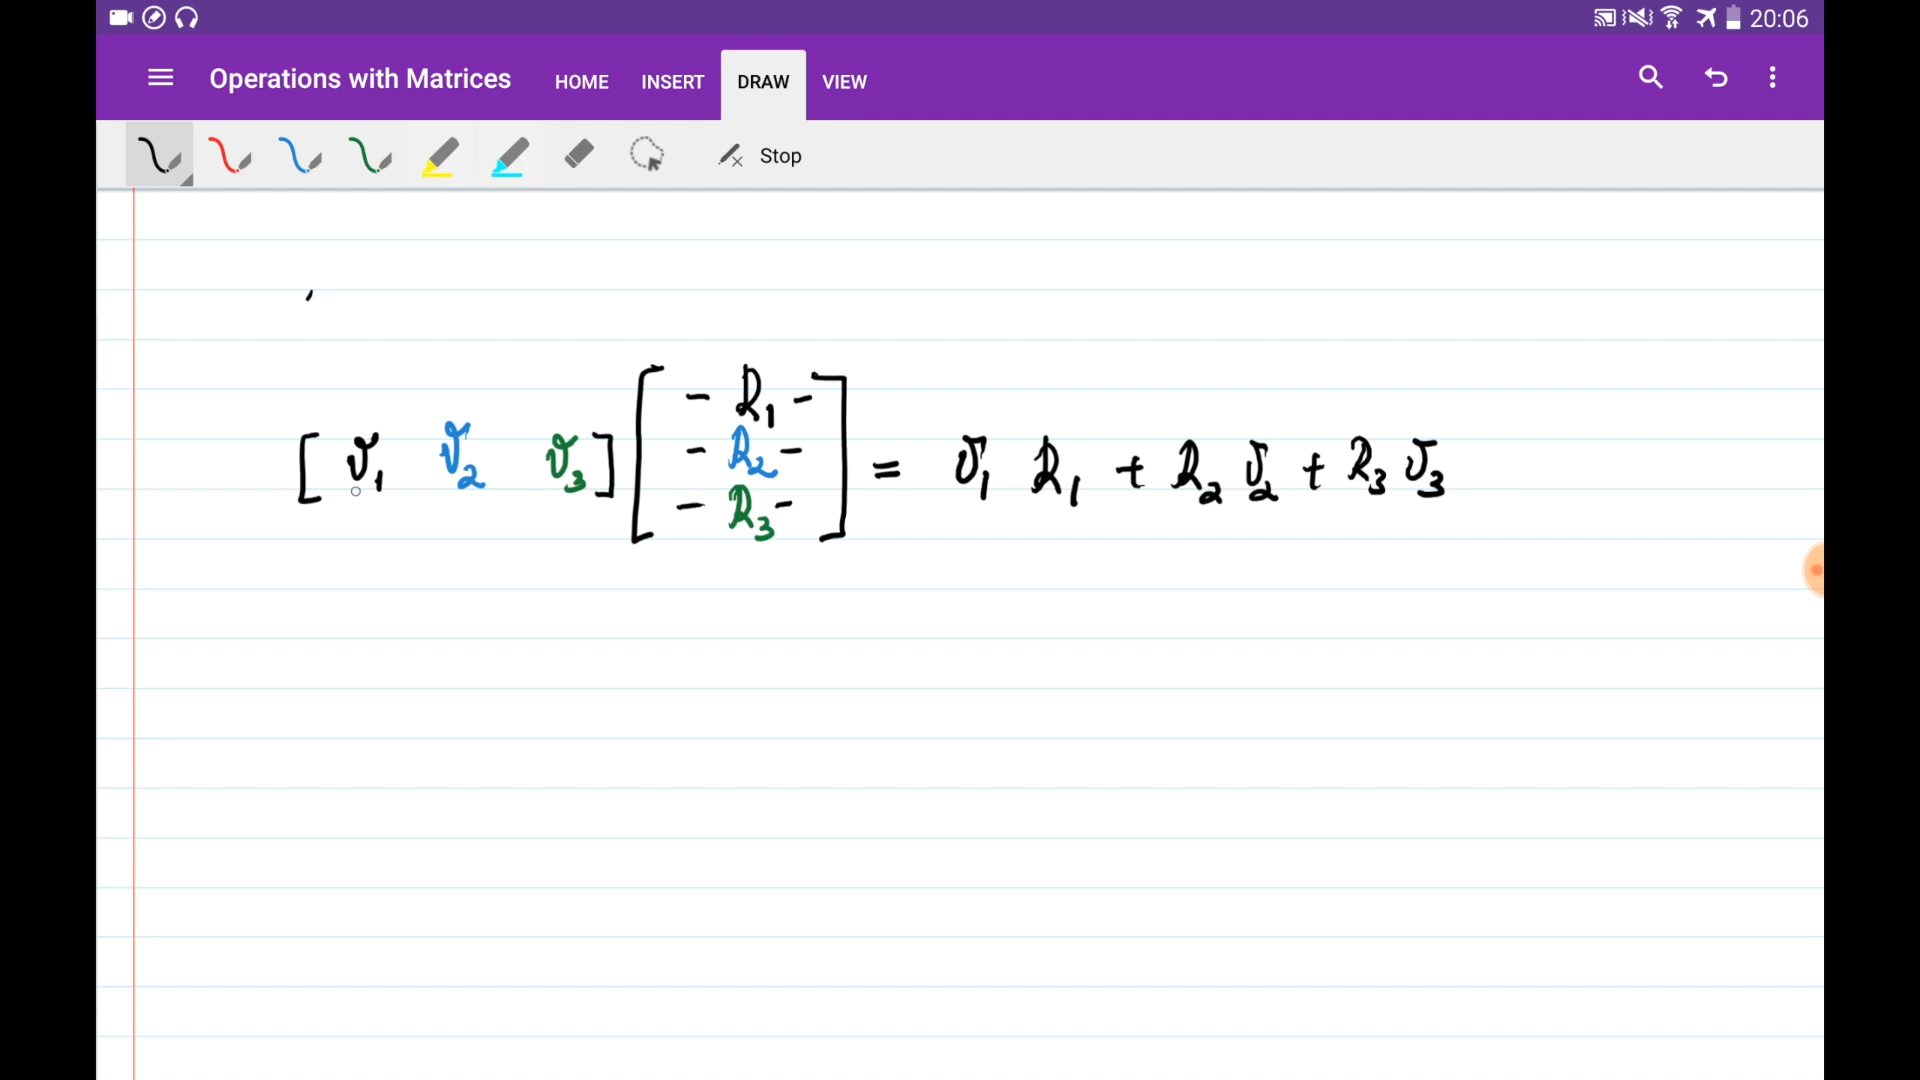 20:06
Operations with Matrices HOME INSERT DRAW VIEW
Stop
[ v₁ v₂ v₃ ] [ - R₁ - = v₁ R₁ + R₂ v₂ + R₃ v₃
- R₂ -
- R₃ - ]